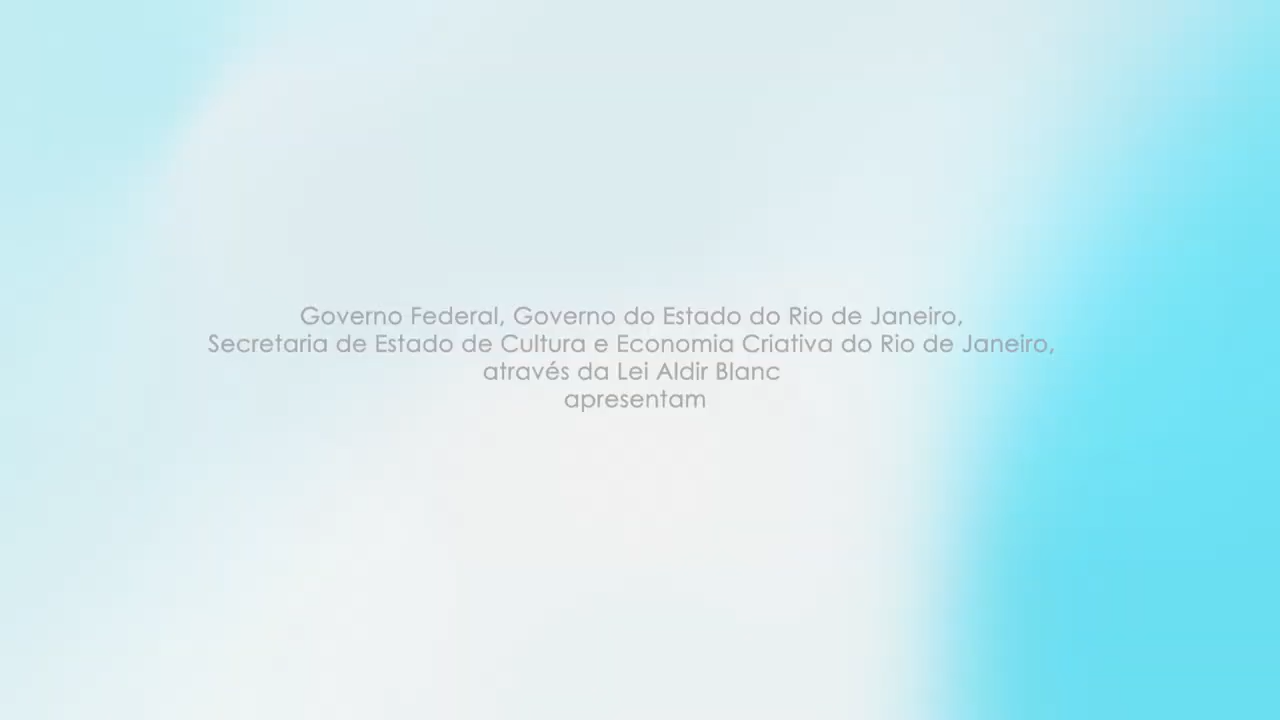 Governo Federal, Governo do Estado do Rio de Janeiro,
Secretaria de Estado de Cultura e Economia Criativa do Rio de Janeiro,
através da Lei Aldir Blanc
apresentam